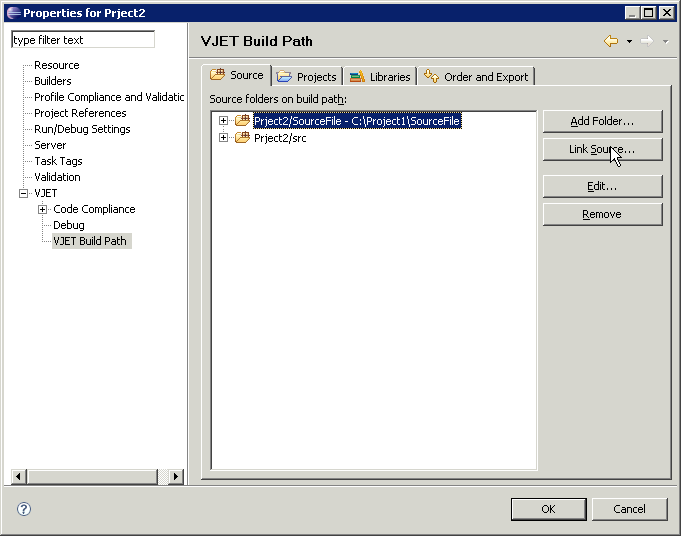 Properties for Prject2
type filter text
VJET Build Path
Resource
Builders
Profile Compliance and Validatic
Project References
Run/Debug Settings
Server
Task Tags
Validation
VJET
Code Compliance
Debug
VJET Build Path
Source
Projects
Libraries
Order and Export
Source folders on build path:
Prject2/SourceFile - C:\Project1\SourceFile
Prject2/src
Add Folder...
Link Source...
Edit...
Remove
OK
Cancel